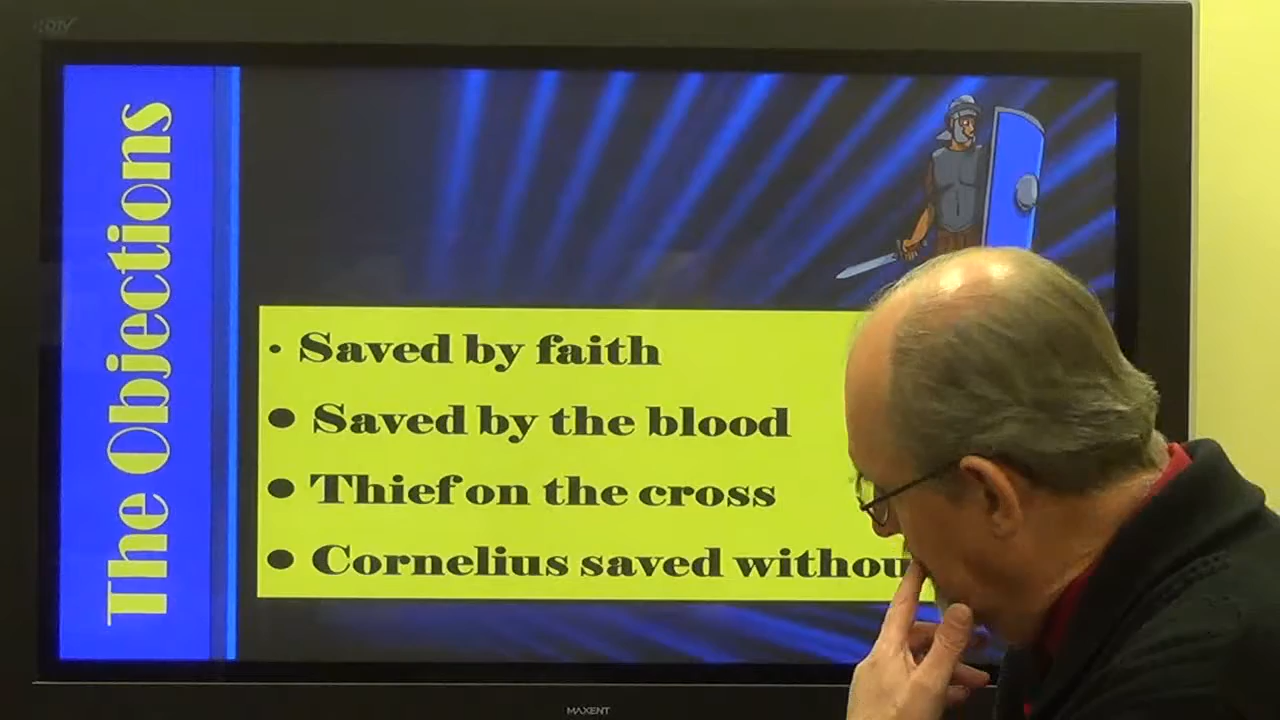 The Objections
• Saved by faith
• Saved by the blood
• Thief on the cross
• Cornelius saved withou
MAXENT